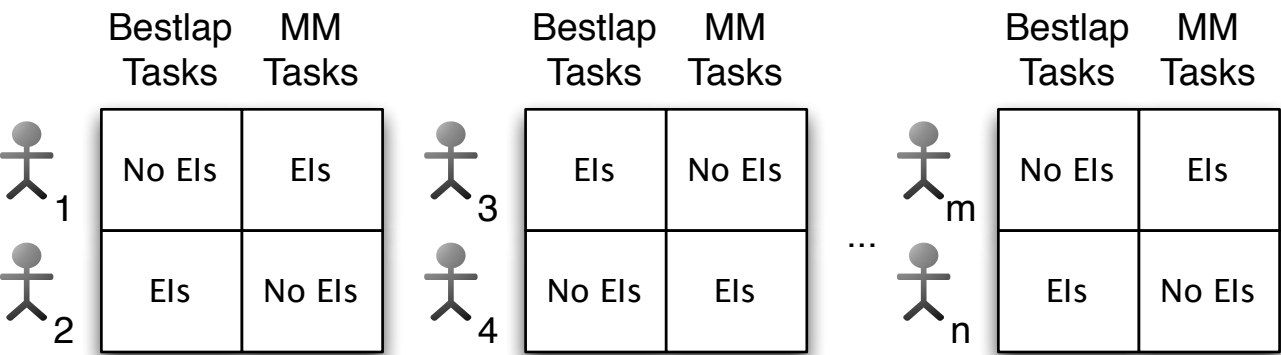 Bestlap MM Bestlap MM Bestlap MM
Tasks Tasks Tasks Tasks Tasks Tasks
No EIs EIs EIs No EIs No EIs EIs
1 3 m
...
EIs No EIs No EIs EIs EIs No EIs
2 4 n